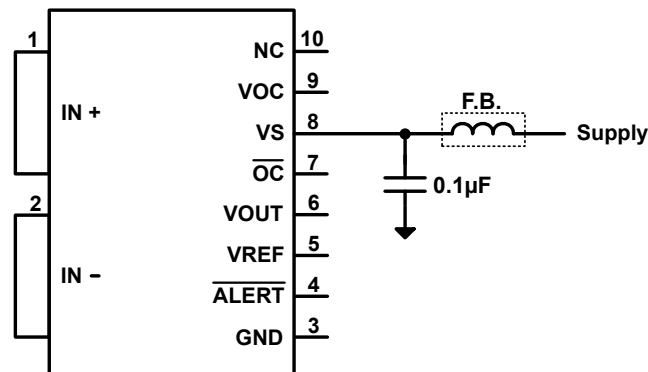 1
IN +
2
IN −
NC 10
VOC 9
VS 8
OC 7
VOUT 6
VREF 5
ALERT 4
GND 3
F.B.
Supply
0.1µF